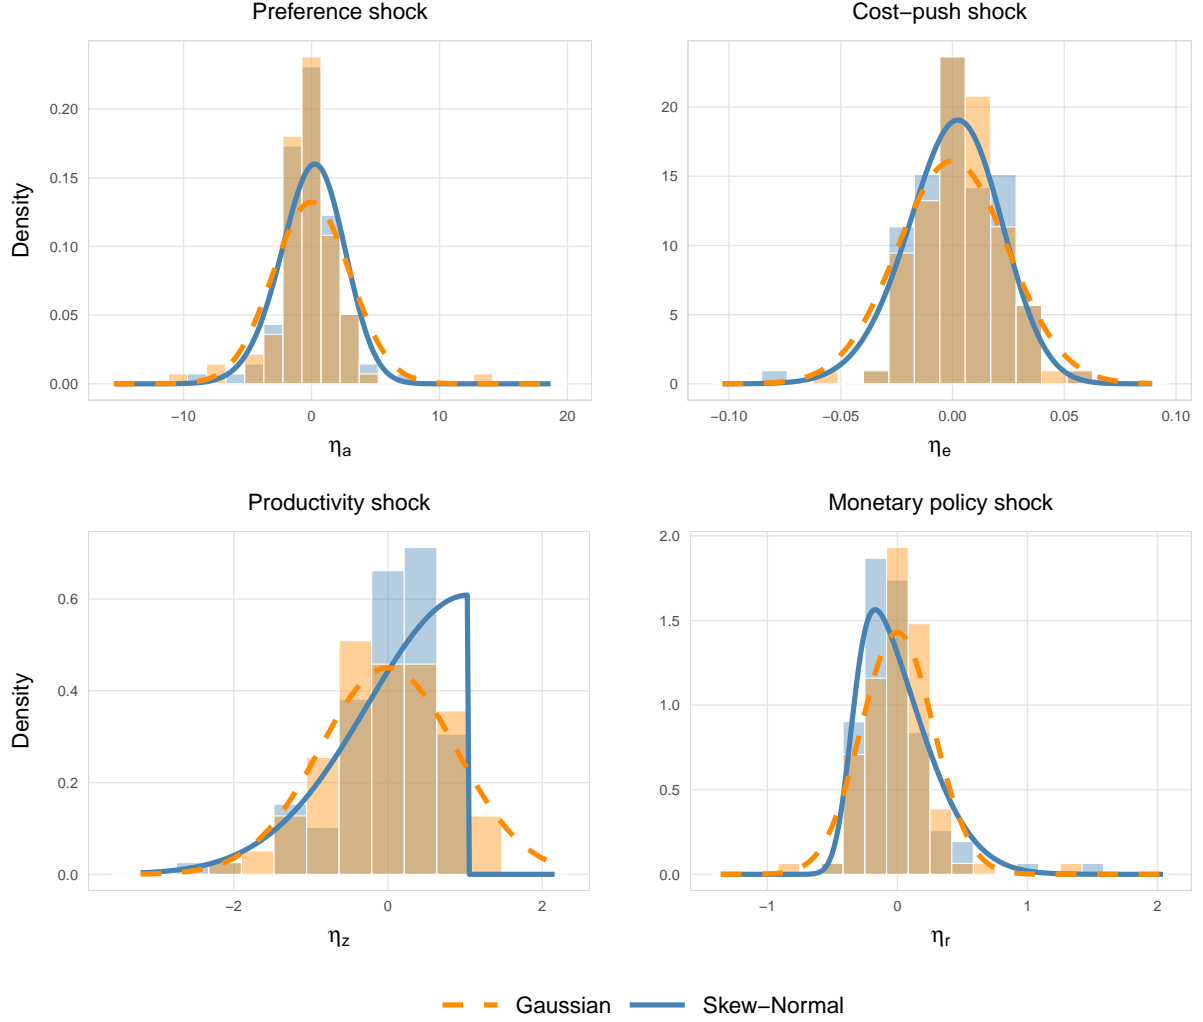 Preference shock
Cost−push shock
Density
0.20
0.15
0.10
0.05
0.00
−10
0
10
20
ηa
20
15
10
5
0
−0.10
−0.05
0.00
0.05
0.10
ηe
Productivity shock
Monetary policy shock
Density
0.6
0.4
0.2
0.0
−2
0
2
ηz
2.0
1.5
1.0
0.5
0.0
−1
0
1
2
ηr
Gaussian
Skew−Normal